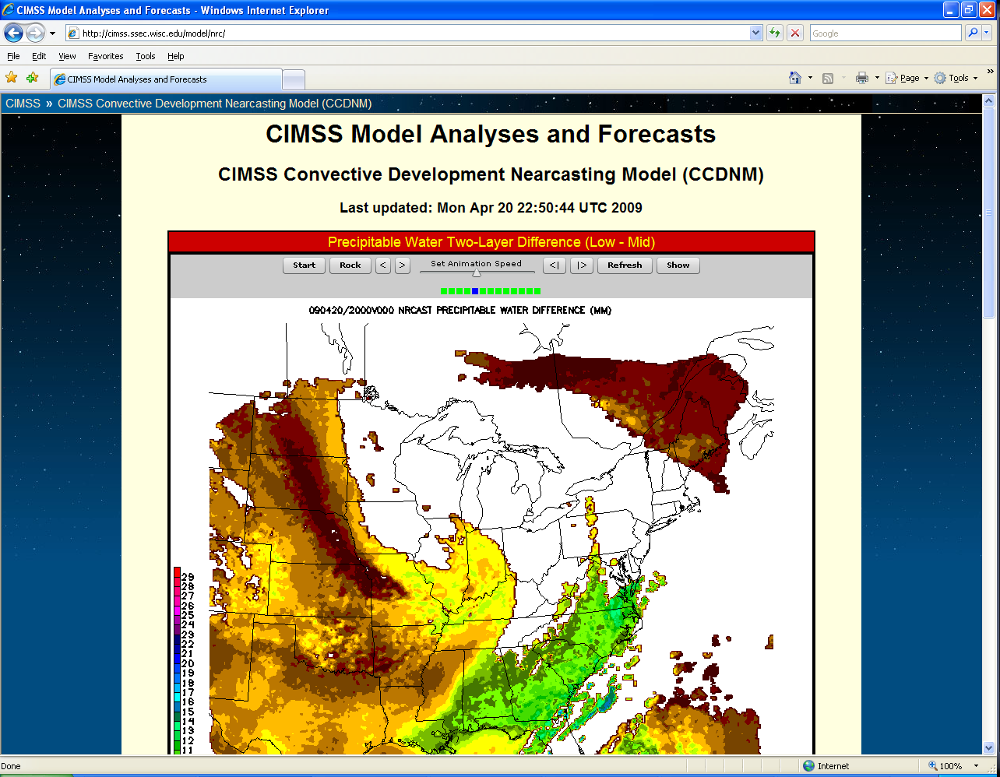 CIMSS Model Analyses and Forecasts - Windows Internet Explorer
http://cimss.ssec.wisc.edu/model/nrc/
Google
File Edit View Favorites Tools Help
CIMSS Model Analyses and Forecasts
Page Tools
CIMSS » CIMSS Convective Development Nearcasting Model (CCDNM)
CIMSS Model Analyses and Forecasts
CIMSS Convective Development Nearcasting Model (CCDNM)
Last updated: Mon Apr 20 22:50:44 UTC 2009
Precipitable Water Two-Layer Difference (Low - Mid)
Start Rock < > Set Animation Speed <| |> Refresh Show
090420/2000V000 NRCAST PRECIPITABLE WATER DIFFERENCE (MM)
29
28
27
26
25
24
23
22
21
20
19
18
17
16
15
14
13
12
11
Done Internet 100%